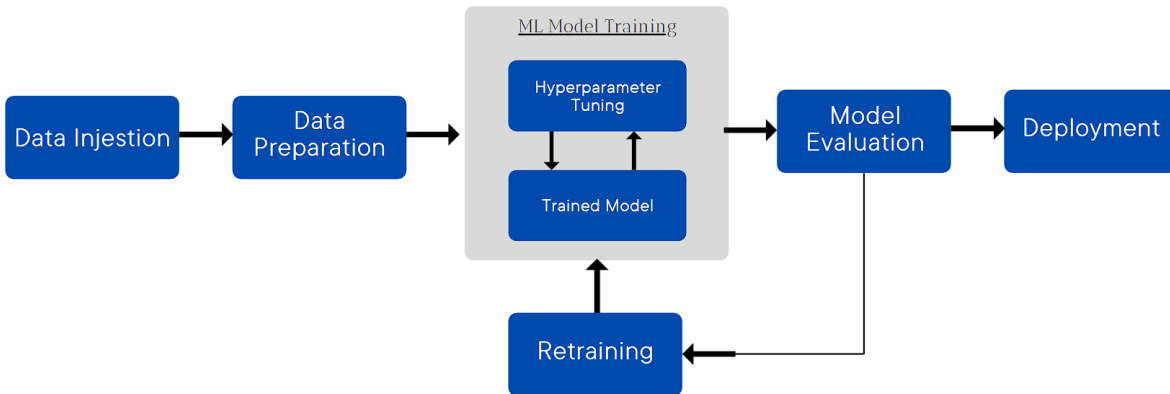 ML Model Training
Hyperparameter
Tuning
Data Injestion
Data
Preparation
Model
Evaluation
Deployment
Trained Model
Retraining